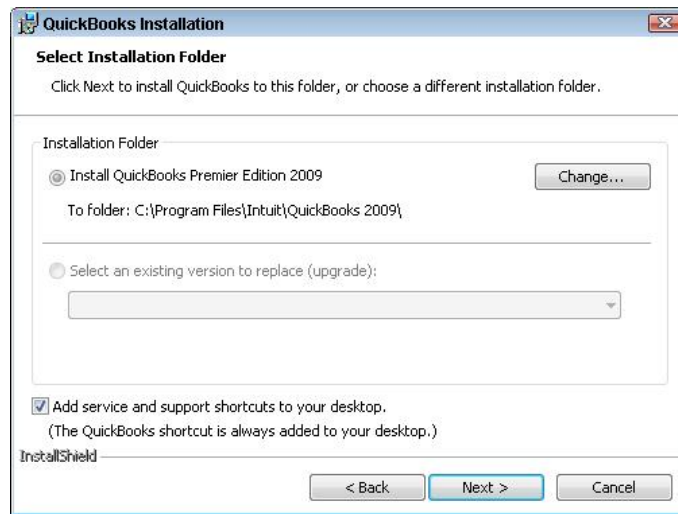 QuickBooks Installation
Select Installation Folder
Click Next to install QuickBooks to this folder, or choose a different installation folder.
Installation Folder
Install QuickBooks Premier Edition 2009
Change...
To folder: C:\Program Files\Intuit\QuickBooks 2009\
Select an existing version to replace (upgrade):
Add service and support shortcuts to your desktop.
(The QuickBooks shortcut is always added to your desktop.)
InstallShield
< Back Next > Cancel